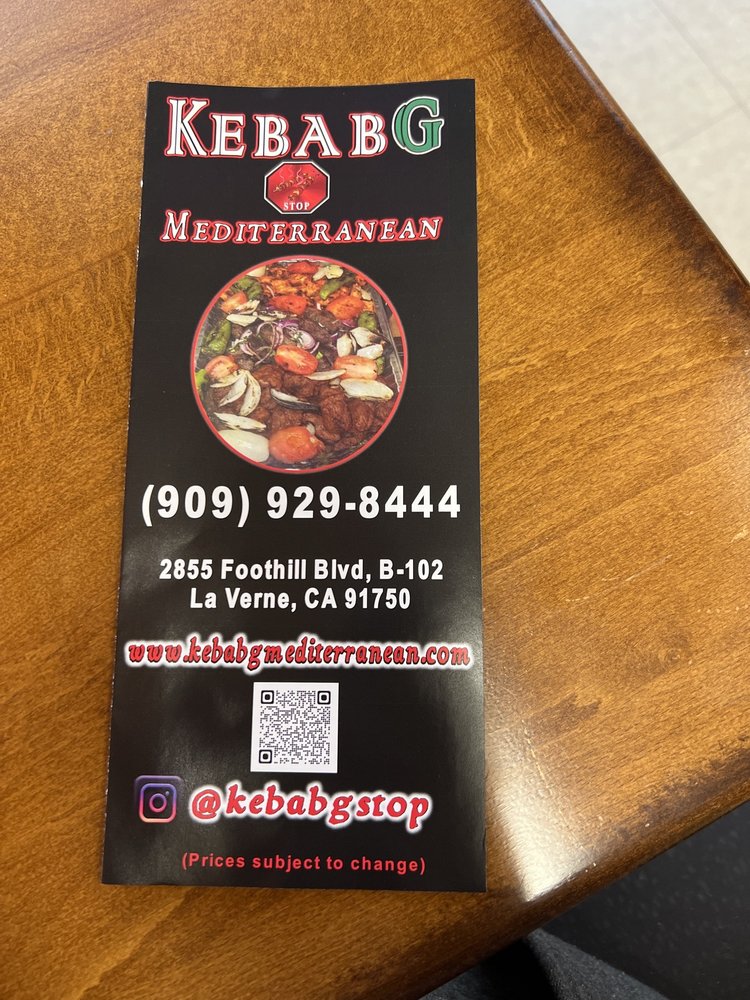 KEBABG
STOP
MEDITERRANEAN
(909) 929-8444
2855 Foothill Blvd, B-102
La Verne, CA 91750
www.kebabgmediterranean.com
@kebabgstop
(Prices subject to change)